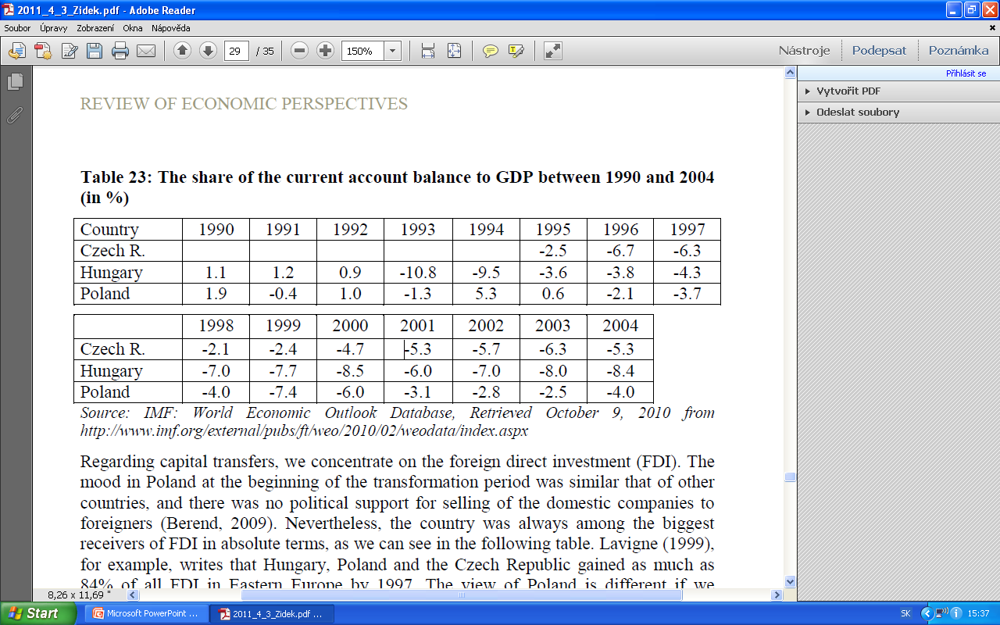 2011_4_3_Zidek.pdf - Adobe Reader
Soubor Úpravy Zobrazení Okna Nápověda
29 / 35 150% Nástroje Podepsat Poznámka
Přihlásit se
Vytvořit PDF
Odeslat soubory
REVIEW OF ECONOMIC PERSPECTIVES
Table 23: The share of the current account balance to GDP between 1990 and 2004
(in %)
Country 1990 1991 1992 1993 1994 1995 1996 1997
Czech R. -2.5 -6.7 -6.3
Hungary 1.1 1.2 0.9 -10.8 -9.5 -3.6 -3.8 -4.3
Poland 1.9 -0.4 1.0 -1.3 5.3 0.6 -2.1 -3.7
1998 1999 2000 2001 2002 2003 2004
Czech R. -2.1 -2.4 -4.7 -5.3 -5.7 -6.3 -5.3
Hungary -7.0 -7.7 -8.5 -6.0 -7.0 -8.0 -8.4
Poland -4.0 -7.4 -6.0 -3.1 -2.8 -2.5 -4.0
Source: IMF: World Economic Outlook Database, Retrieved October 9, 2010 from
http://www.imf.org/external/pubs/ft/weo/2010/02/weodata/index.aspx
Regarding capital transfers, we concentrate on the foreign direct investment (FDI). The
mood in Poland at the beginning of the transformation period was similar that of other
countries, and there was no political support for selling of the domestic companies to
foreigners (Berend, 2009). Nevertheless, the country was always among the biggest
receivers of FDI in absolute terms, as we can see in the following table. Lavigne (1999),
for example, writes that Hungary, Poland and the Czech Republic gained as much as
84% of all FDI in Eastern Europe by 1997. The view of Poland is different if we
8,26 x 11,69 "
Start Microsoft PowerPoint ... 2011_4_3_Zidek.pdf ... SK 15:37